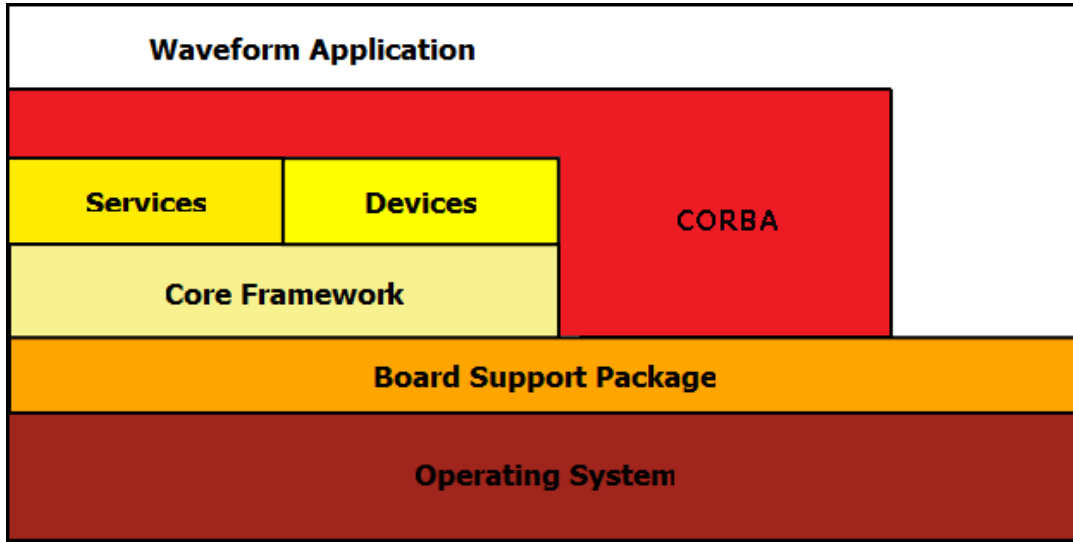 Waveform Application
Services
Devices
CORBA
Core Framework
Board Support Package
Operating System